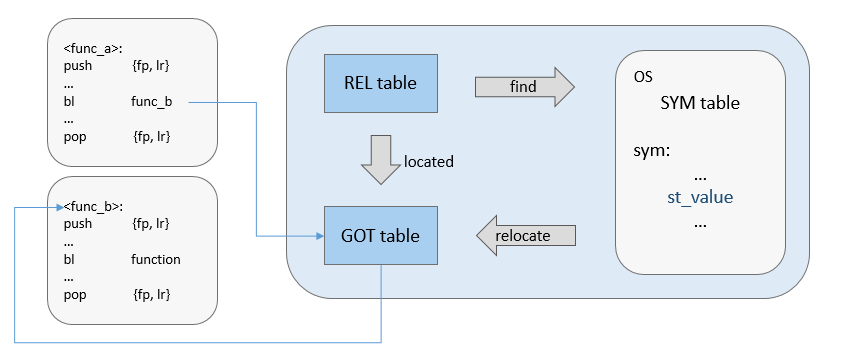 <func_a>:
push {fp, lr}
...
bl func_b
...
pop {fp, lr}
<func_b>:
push {fp, lr}
...
bl function
...
pop {fp, lr}
REL table
find
located
GOT table
relocate
OS
SYM table
sym:
...
st_value
...